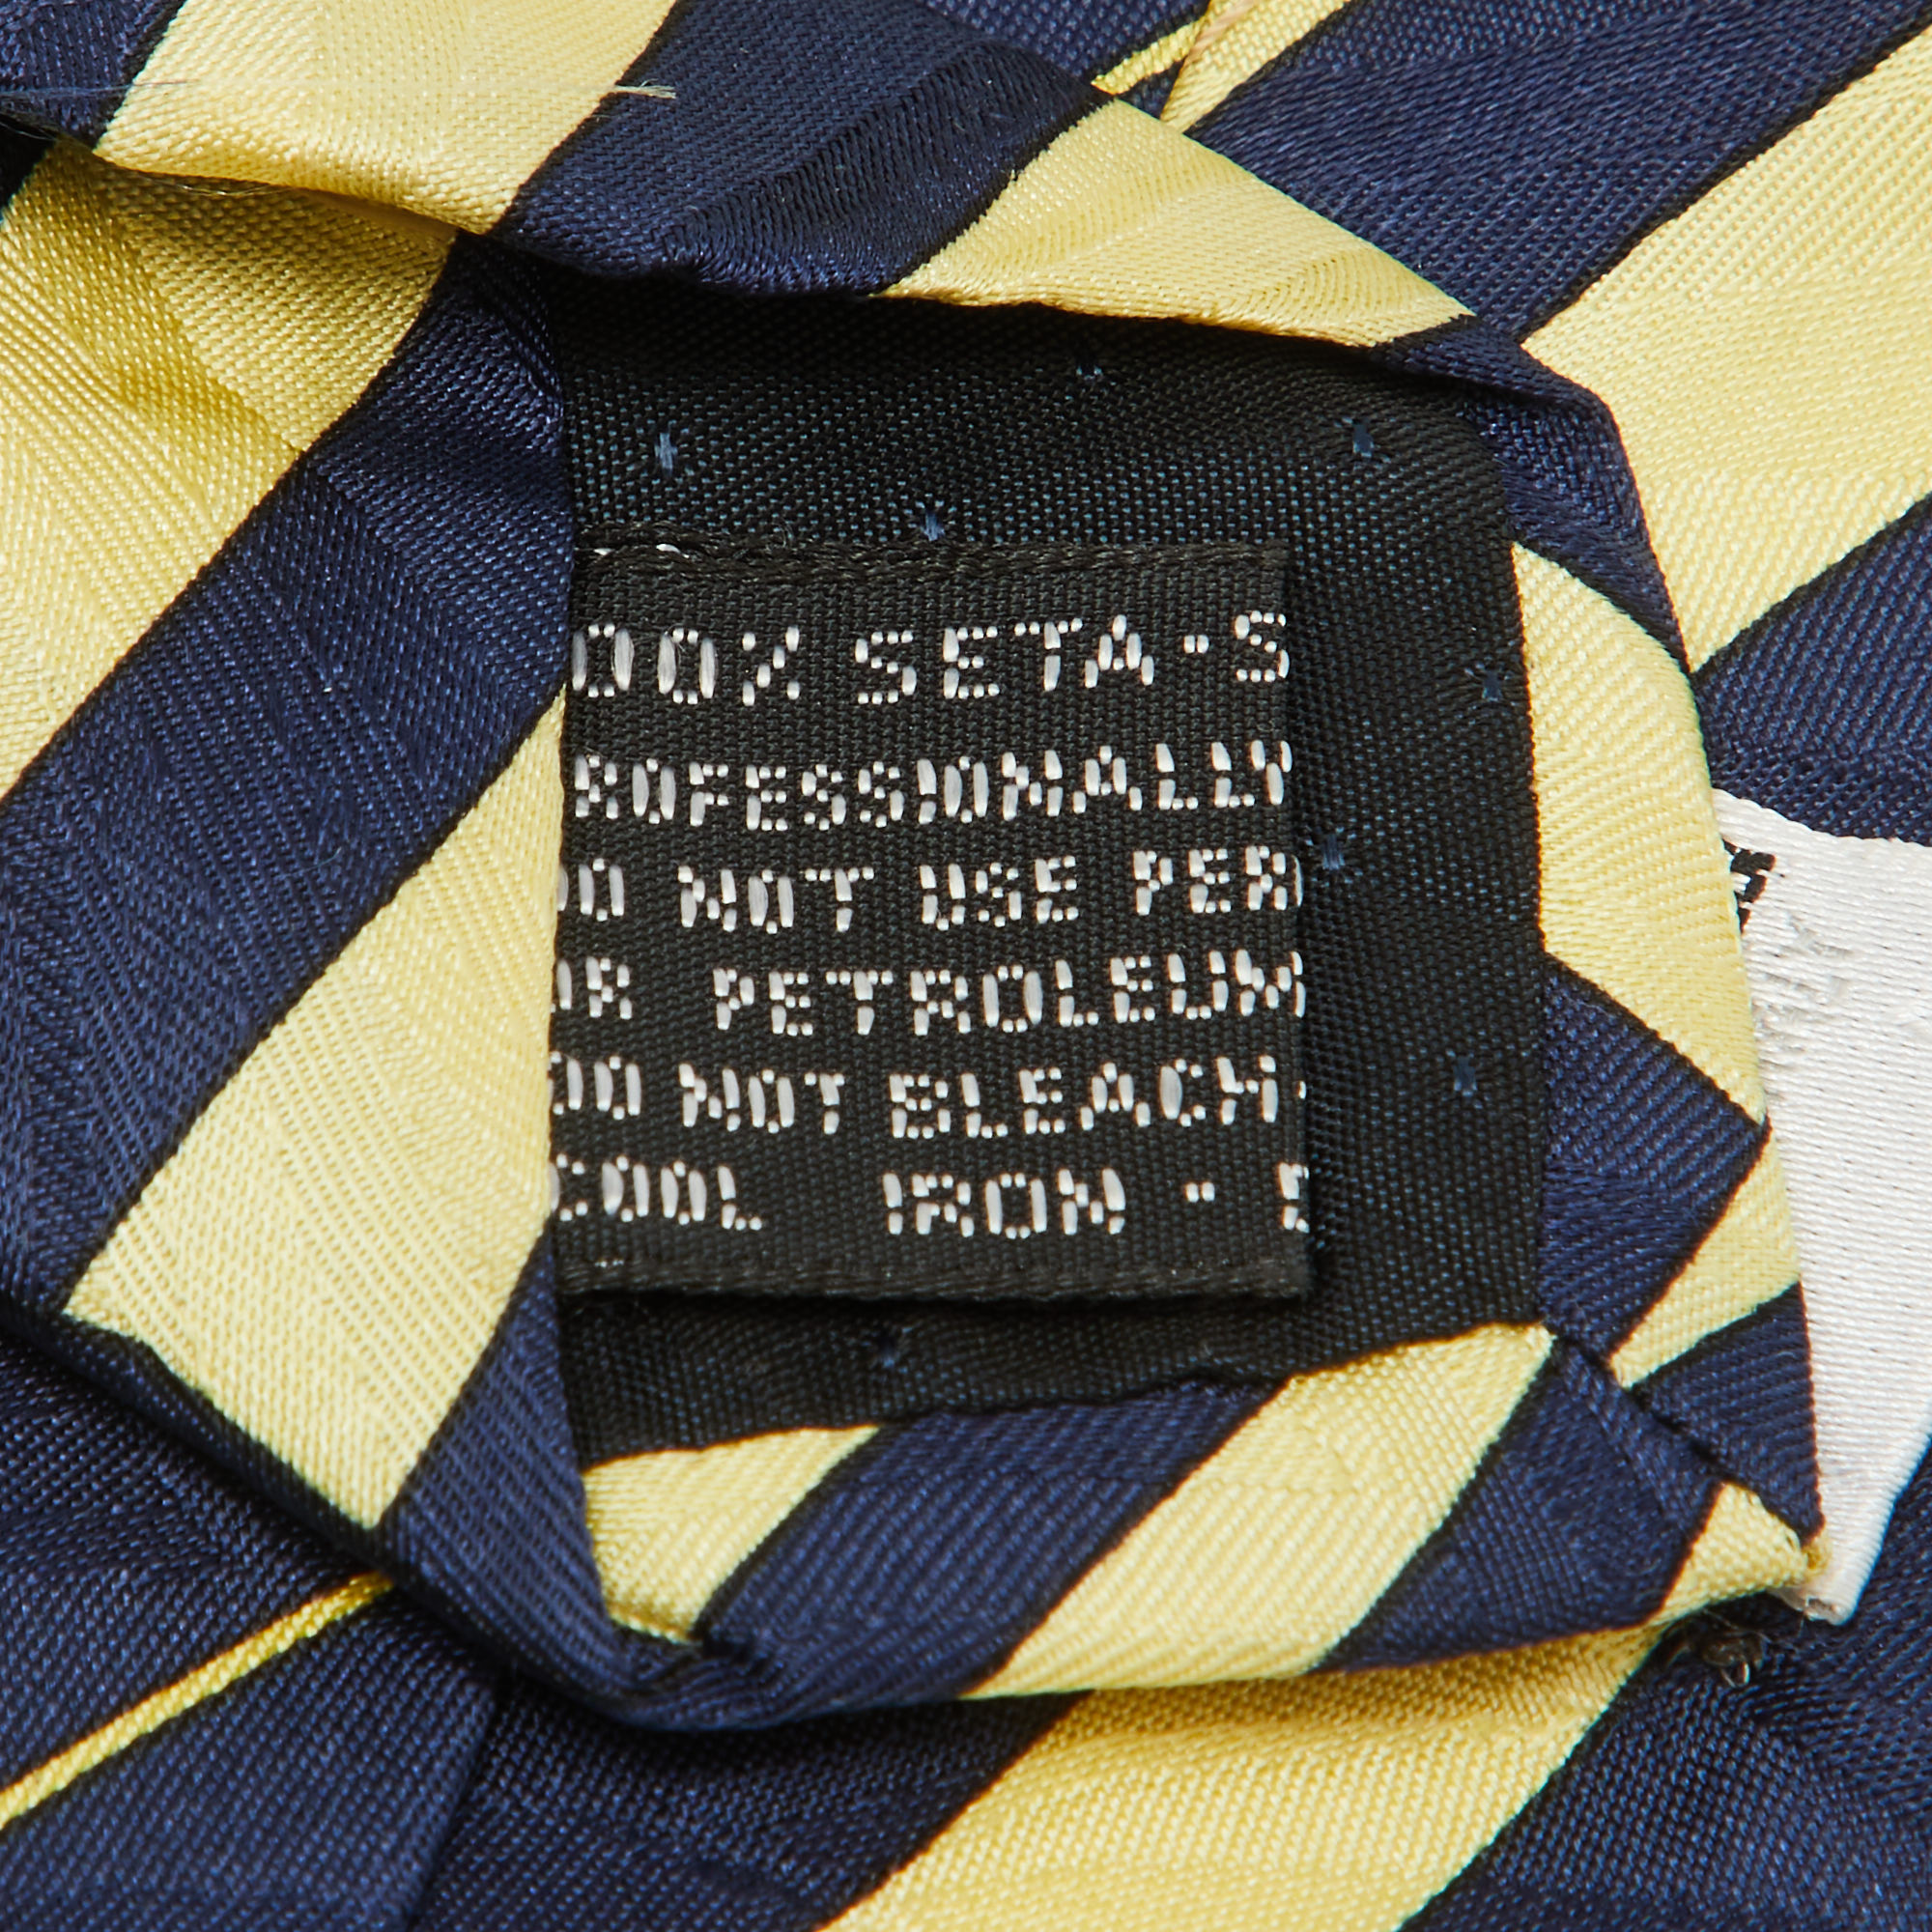 00% SETA-S
ROFESSIONALLY
DO NOT USE PER
OR PETROLEUM
DO NOT BLEACH.
COOL IRON - D